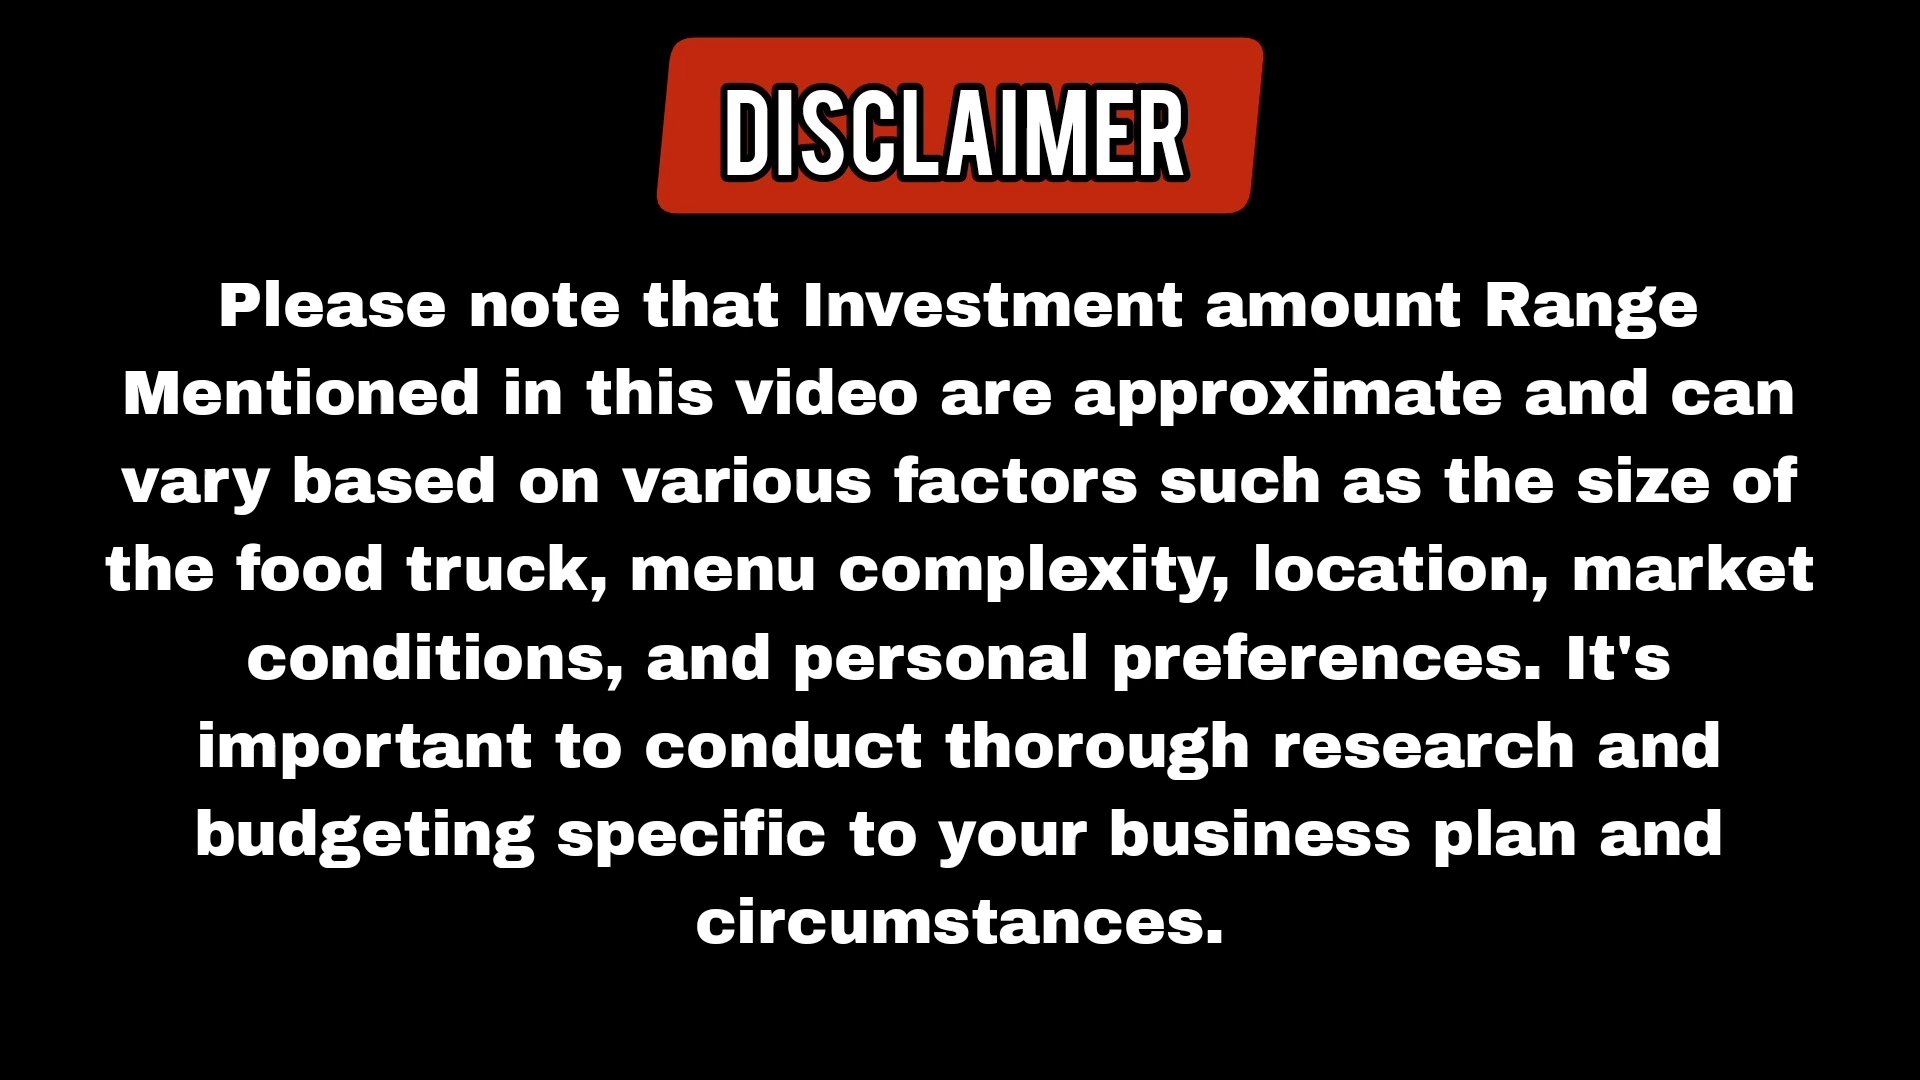 DISCLAIMER
Please note that Investment amount Range
Mentioned in this video are approximate and can
vary based on various factors such as the size of
the food truck, menu complexity, location, market
conditions, and personal preferences. It's
important to conduct thorough research and
budgeting specific to your business plan and
circumstances.